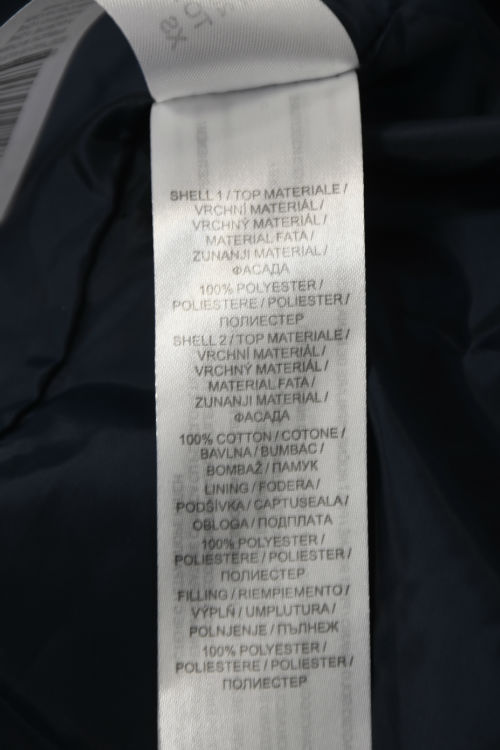 XS
SHELL 1 / TOP MATERIALE /
VRCHNÍ MATERIÁL /
VRCHNÝ MATERIÁL /
MATERIAL FATA /
ZUNANJI MATERIAL /
ФАСАДА
100% POLYESTER /
POLIESTERE / POLIESTER /
ПОЛИЕСТЕР
SHELL 2 / TOP MATERIALE /
VRCHNÍ MATERIÁL /
VRCHNÝ MATERIÁL /
MATERIAL FATA /
ZUNANJI MATERIAL /
ФАСАДА
100% COTTON / COTONE /
BAVLNA / BUMBAC /
BOMBAŽ / ПАМУК
LINING / FODERA /
PODŠÍVKA / CAPTUSEALA /
OBLOGA / ПОДПЛАТА
100% POLYESTER /
POLIESTERE / POLIESTER /
ПОЛИЕСТЕР
FILLING / RIEMPIEMENTO /
VÝPLŇ / UMPLUTURA /
POLNJENJE / ПЪЛНЕЖ
100% POLYESTER /
POLIESTERE / POLIESTER /
ПОЛИЕСТЕР